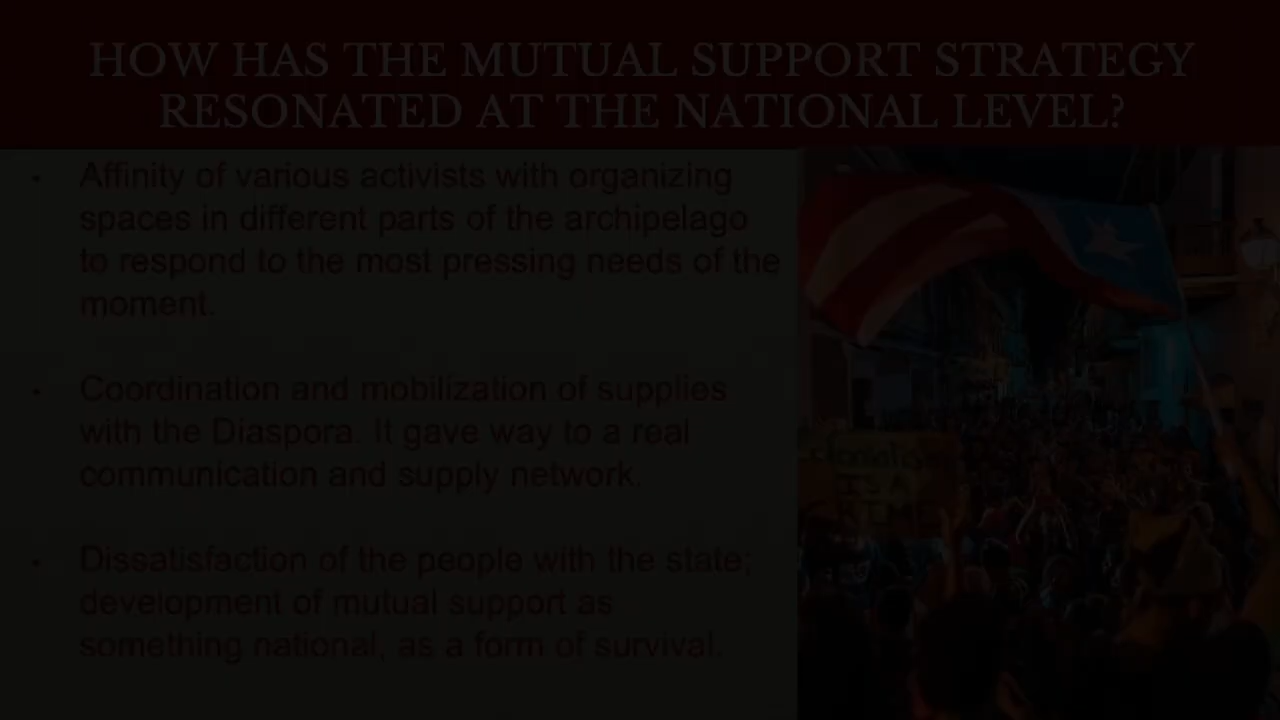 HOW HAS THE MUTUAL SUPPORT STRATEGY
RESONATED AT THE NATIONAL LEVEL?
• Affinity of various activists with organizing
spaces in different parts of the archipelago
to respond to the most pressing needs of the
moment.
• Coordination and mobilization of supplies
with the Diaspora. It gave way to a real
communication and supply network.
• Dissatisfaction of the people with the state;
development of mutual support as
something national, as a form of survival.
IS A